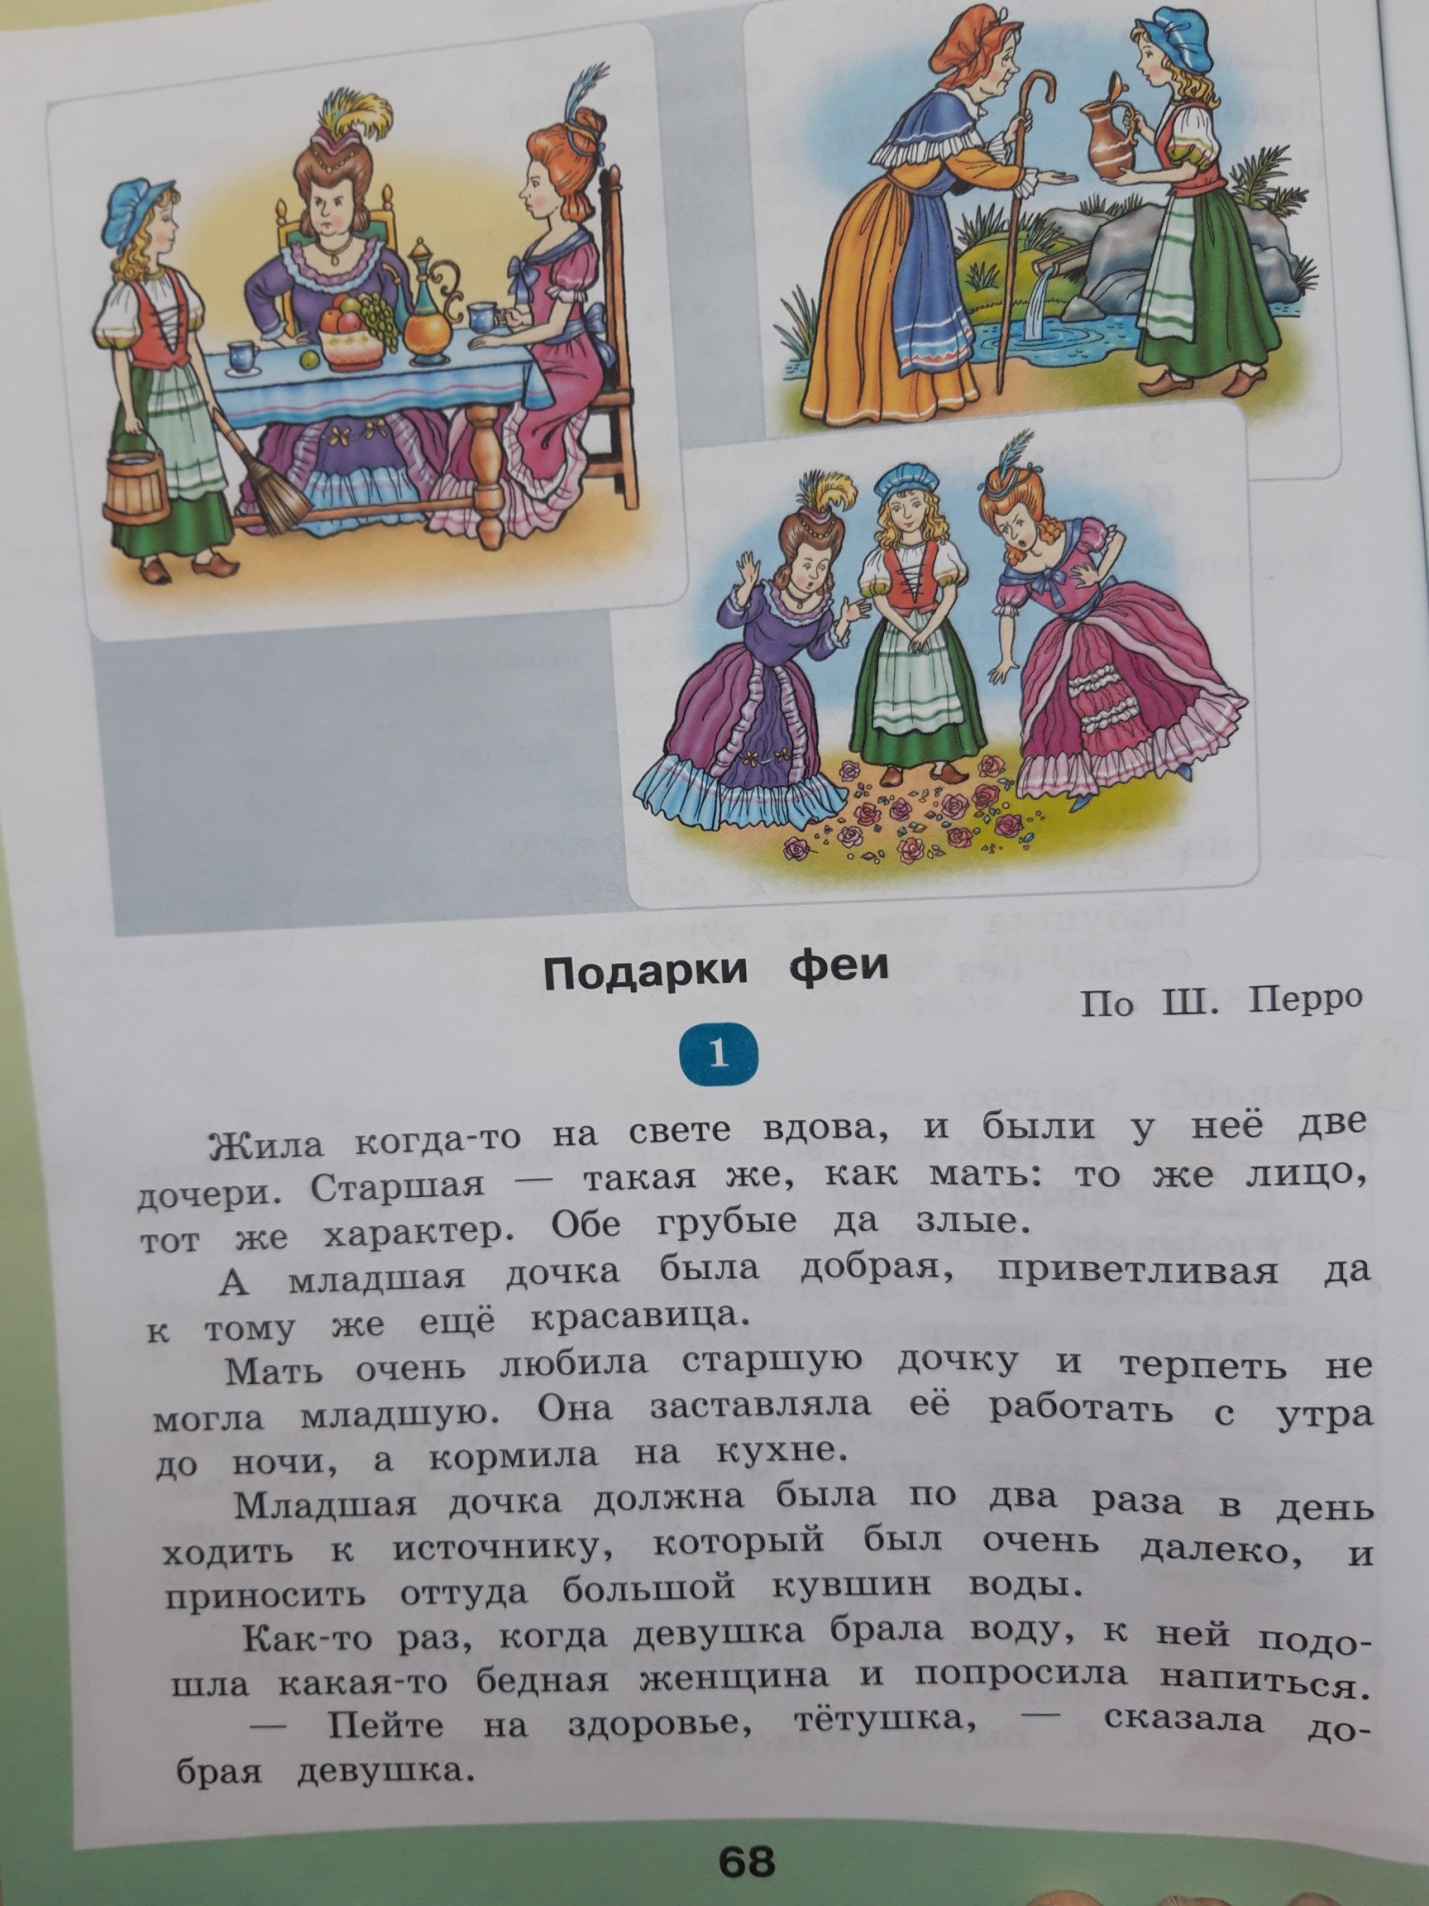 Подарки феи
По Ш. Перро
1
Жила когда-то на свете вдова, и были у неё две
дочери. Старшая — такая же, как мать: то же лицо,
тот же характер. Обе грубые да злые.
А младшая дочка была добрая, приветливая да
к тому же ещё красавица.
Мать очень любила старшую дочку и терпеть не
могла младшую. Она заставляла её работать с утра
до ночи, а кормила на кухне.
Младшая дочка должна была по два раза в день
ходить к источнику, который был очень далеко, и
приносить оттуда большой кувшин воды.
Как-то раз, когда девушка брала воду, к ней подо-
шла какая-то бедная женщина и попросила напиться.
— Пейте на здоровье, тётушка, — сказала до-
брая девушка.
68